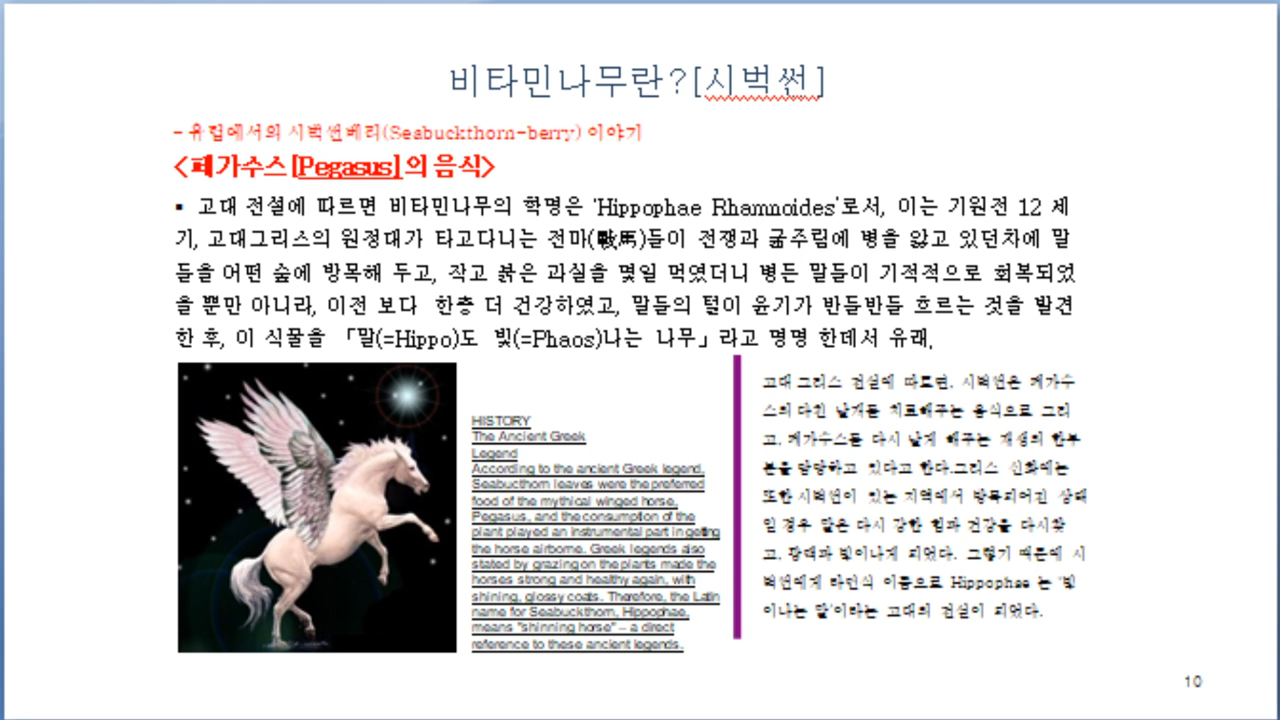 비타민나무란?[시벅썬]
- 유럽에서의 시벅썬베리(Seabuckthorn-berry) 이야기
<페가수스[Pegasus]의 음식>
▪ 고대 전설에 따르면 비타민나무의 학명은 'Hippophae Rhamnoides'로서, 이는 기원전 12 세
기, 고대그리스의 원정대가 타고다니는 전마(戰馬)들이 전쟁과 굶주림에 병을 앓고 있던차에 말
들을 어떤 숲에 방목해 두고, 작고 붉은 과실을 몇일 먹였더니 병든 말들이 기적적으로 회복되었
을 뿐만 아니라, 이전 보다 한층 더 건강하였고, 말들의 털이 윤기가 반들반들 흐르는 것을 발견
한 후, 이 식물을 「말(=Hippo)도 빛(=Phaos)나는 나무」라고 명명 한데서 유래.
HISTORY
The Ancient Greek
Legend
According to the ancient Greek legend,
Seabucthorn leaves were the preferred
food of the mythical winged horse,
Pegasus, and the consumption of the
plant played an instrumental part in getting
the horse airborne. Greek legends also
stated by grazing on the plants made the
horses strong and healthy again, with
shining, glossy coats. Therefore, the Latin
name for Seabuckthorn, Hippophae,
means "shinning horse" – a direct
reference to these ancient legends.
고대 그리스 전설에 따르면, 시벅썬은 페가수
스의 다친 날개를 치료해주는 음식으로 그리
고, 페가수스를 다시 날게 해주는 재생의 한부
분을 담당하고 있다고 한다.그리스 신화에는
또한 시벅썬이 있는 지역에서 방목되어진 상태
인 경우 말은 다시 강한 힘과 건강을 다시찾
고, 광택과 빛이나게 되었다. 그렇기 때문에 시
벅썬에게 라틴식 이름으로 Hippophae 는 '빛
이나는 말'이라는 고대의 전설이 되었다.
10